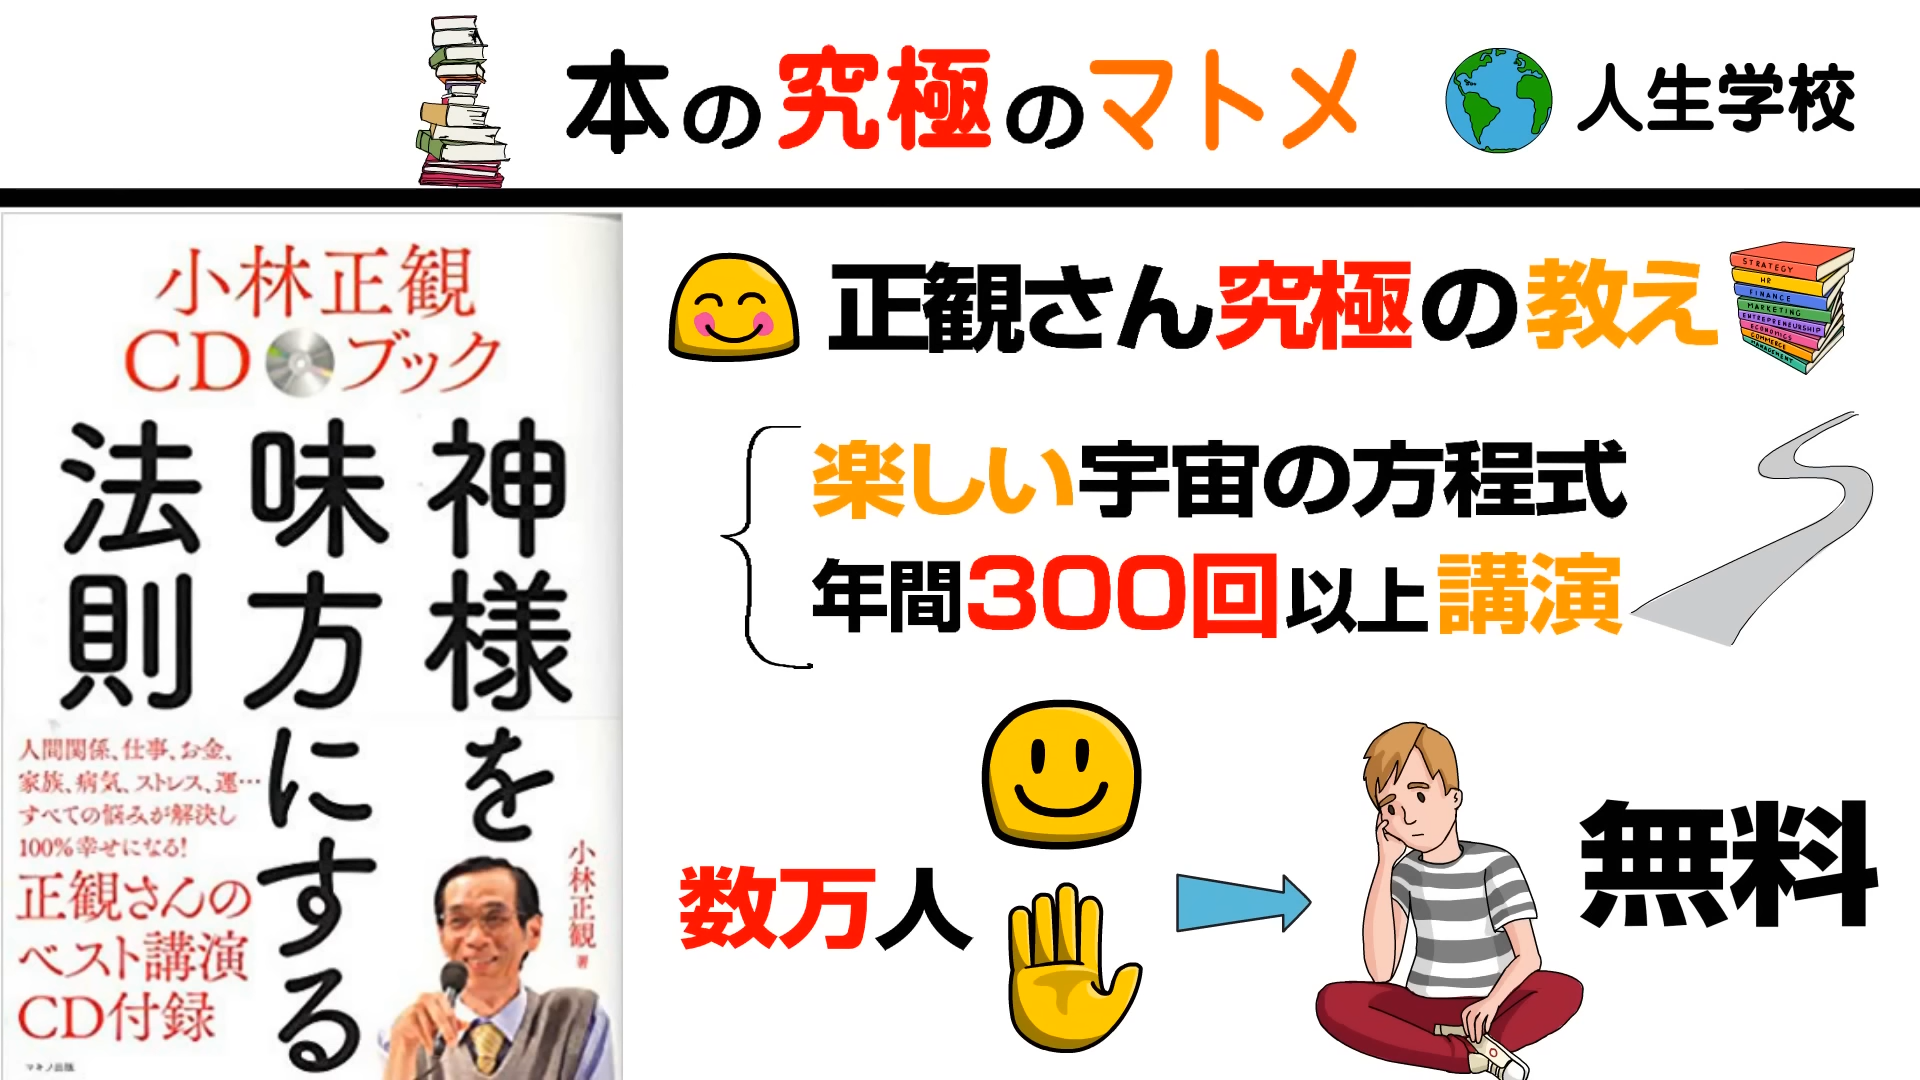 本の究極のマトメ
人生学校
小林正観
CDブック
神様を
味方にする
法則
人間関係、仕事、お金、
家族、病気、ストレス、運…
すべての悩みが解決し
100%幸せになる!
正観さんの
ベスト講演
CD付録
小林正観 著
マキノ出版
正観さん究極の教え
STRATEGY
HR
FINANCE
MARKETING
ENTREPRENEURSHIP
ECONOMICS
COMMERCE
MANAGEMENT
楽しい宇宙の方程式
年間300回以上講演
数万人
無料